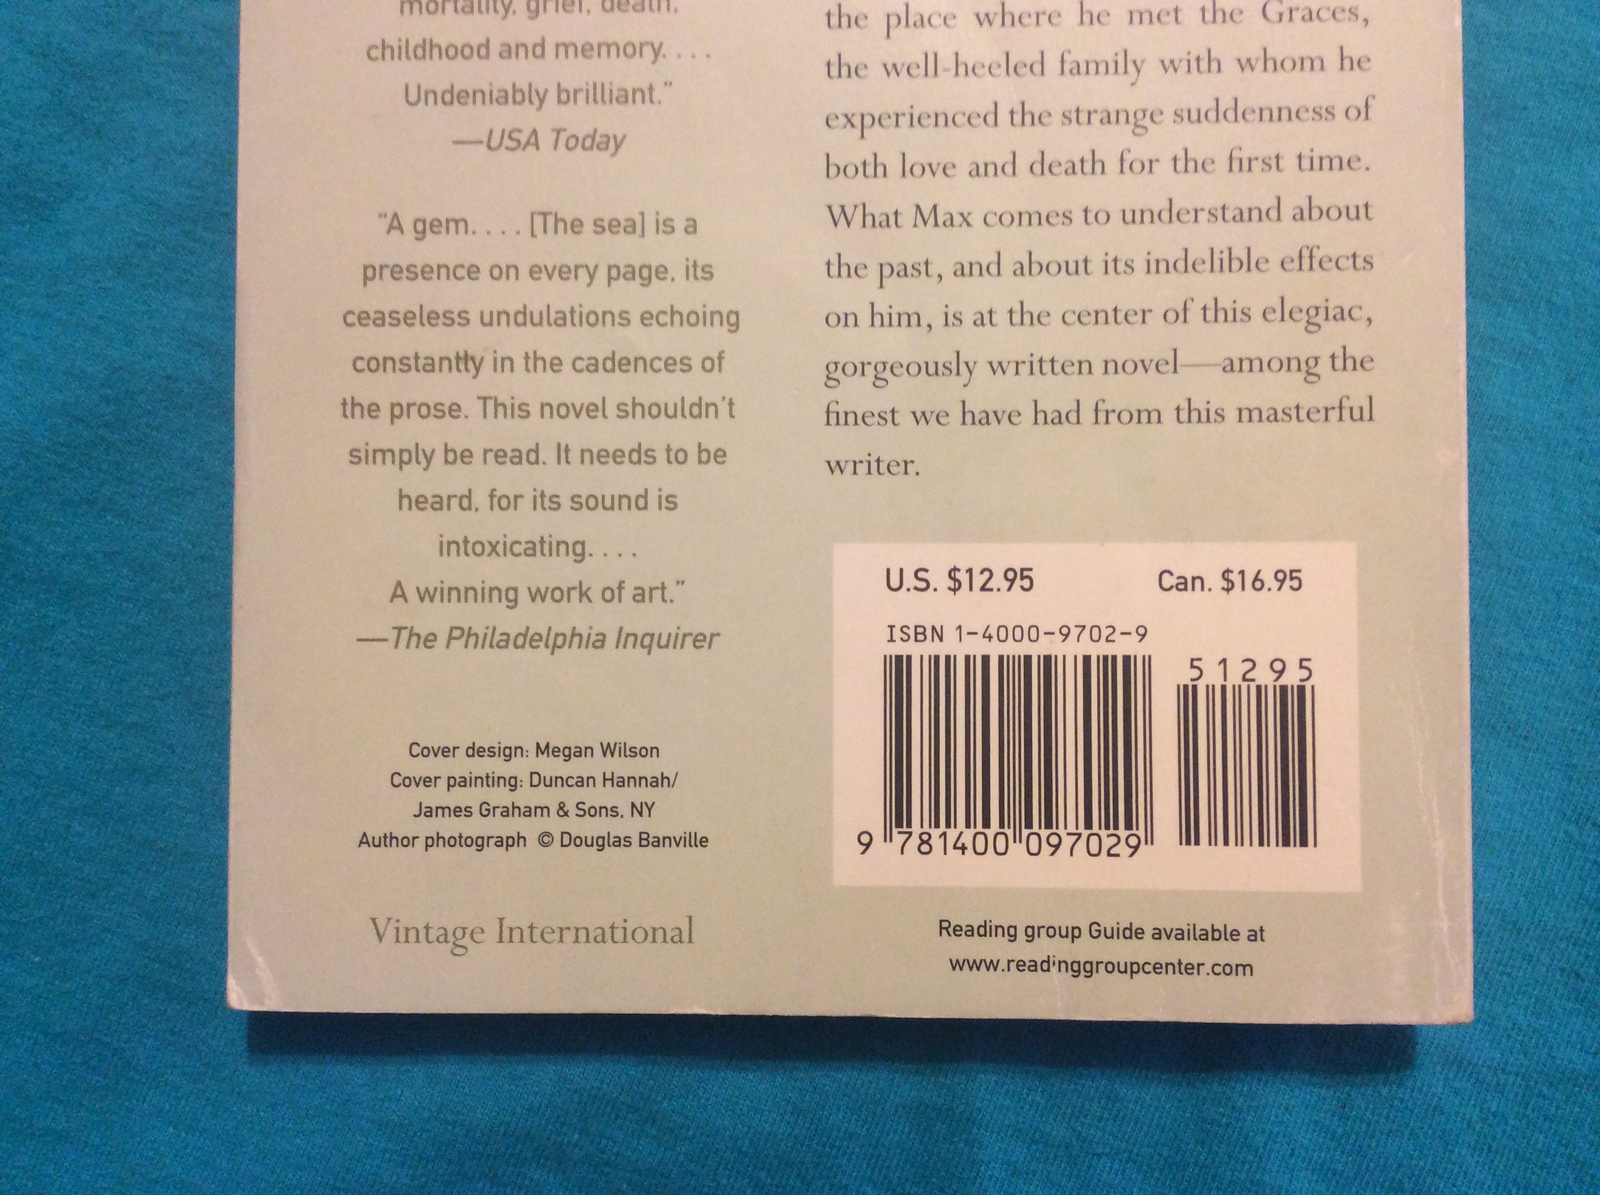 mortality, grief, death,
childhood and memory. . . .
Undeniably brilliant."
—USA Today
"A gem. . . . [The sea] is a
presence on every page, its
ceaseless undulations echoing
constantly in the cadences of
the prose. This novel shouldn't
simply be read. It needs to be
heard, for its sound is
intoxicating. . . .
A winning work of art."
—The Philadelphia Inquirer
Cover design: Megan Wilson
Cover painting: Duncan Hannah/
James Graham & Sons, NY
Author photograph © Douglas Banville
Vintage International
the place where he met the Graces,
the well-heeled family with whom he
experienced the strange suddenness of
both love and death for the first time.
What Max comes to understand about
the past, and about its indelible effects
on him, is at the center of this elegiac,
gorgeously written novel—among the
finest we have had from this masterful
writer.
U.S. $12.95 Can. $16.95
ISBN 1-4000-9702-9
51295
9 781400 097029
Reading group Guide available at
www.readinggroupcenter.com